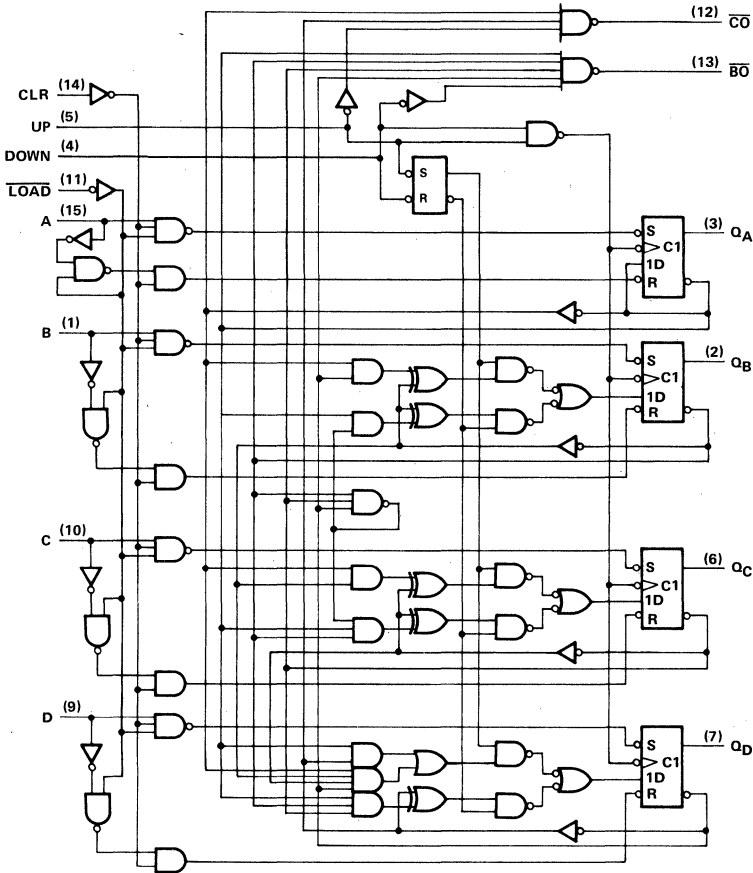 (12) CO
(13) BO
CLR (14)
UP (5)
DOWN (4)
LOAD (11)
S
R
A (15)
S
C1
1D
R
(3) QA
B (1)
S
C1
1D
R
(2) QB
C (10)
S
C1
1D
R
(6) QC
D (9)
S
C1
1D
R
(7) QD